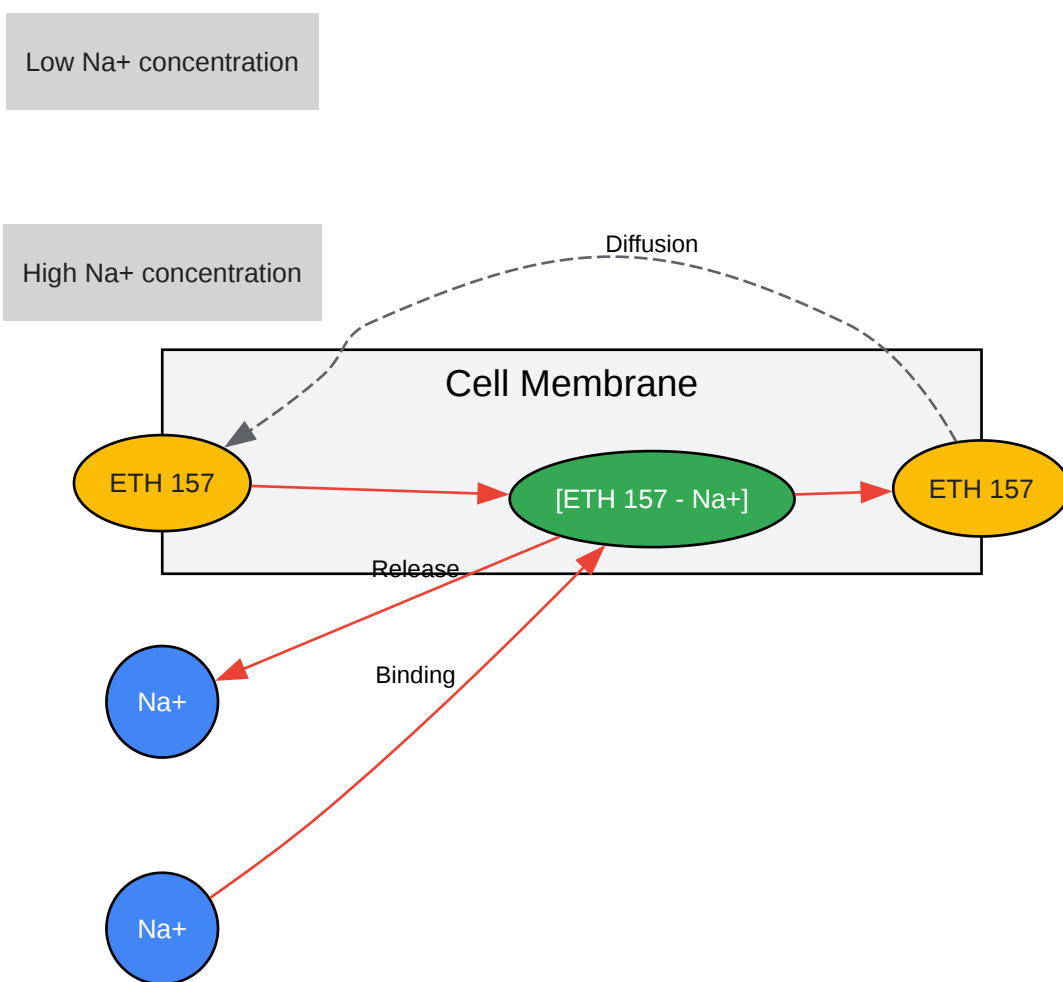 Low Na+ concentration
High Na+ concentration
Diffusion
Cell Membrane
ETH 157
[ETH 157 - Na+]
ETH 157
Release
Binding
Na+
Na+